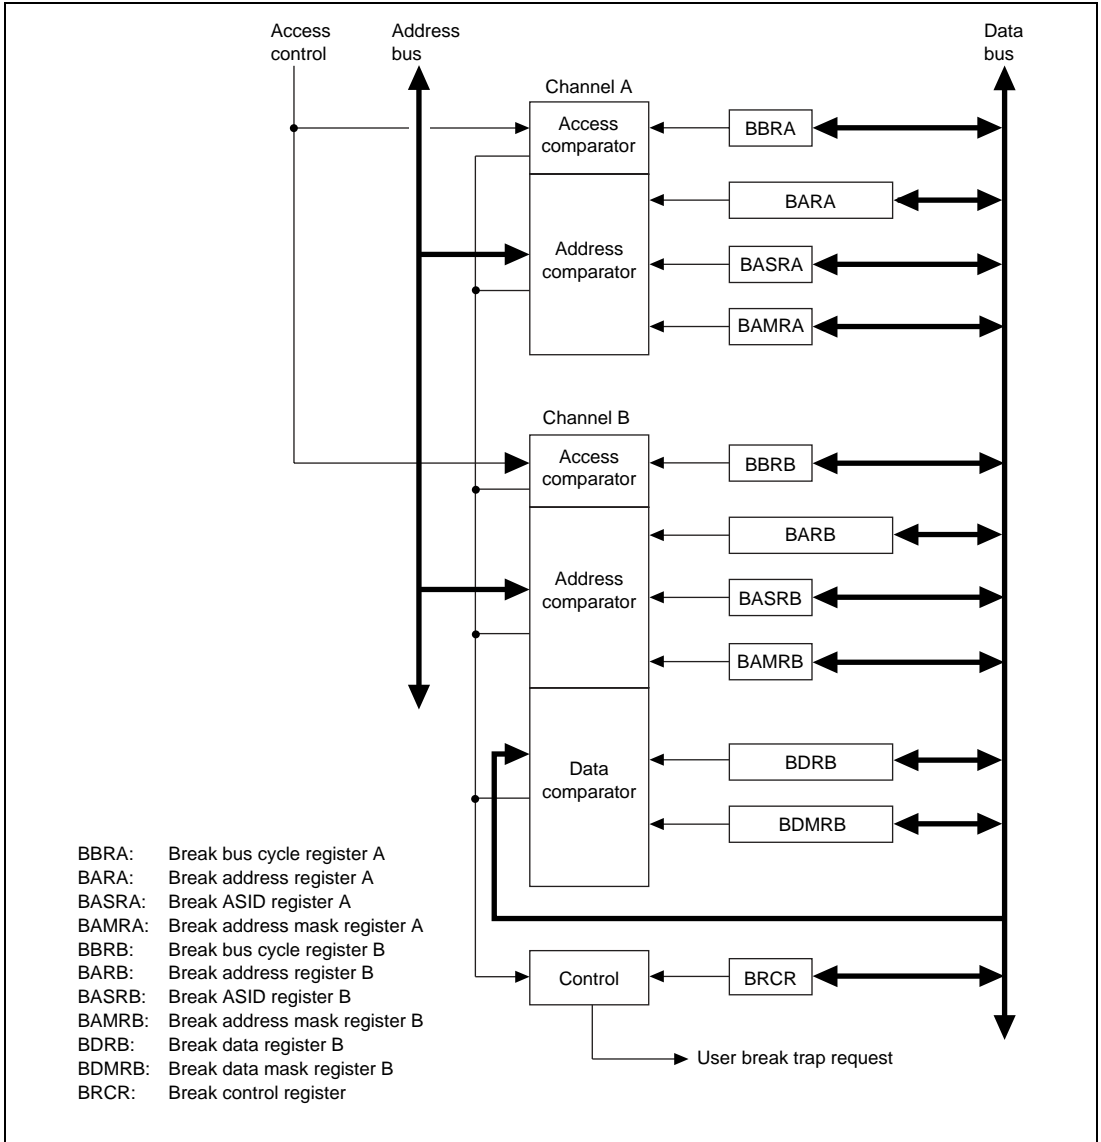 Access
control
Address
bus
Data
bus
Channel A
Access
comparator
BBRA
BARA
Address
comparator
BASRA
BAMRA
Channel B
Access
comparator
BBRB
BARB
Address
comparator
BASRB
BAMRB
Data
comparator
BDRB
BDMRB
Control
BRCR
User break trap request
BBRA: Break bus cycle register A
BARA: Break address register A
BASRA: Break ASID register A
BAMRA: Break address mask register A
BBRB: Break bus cycle register B
BARB: Break address register B
BASRB: Break ASID register B
BAMRB: Break address mask register B
BDRB: Break data register B
BDMRB: Break data mask register B
BRCR: Break control register